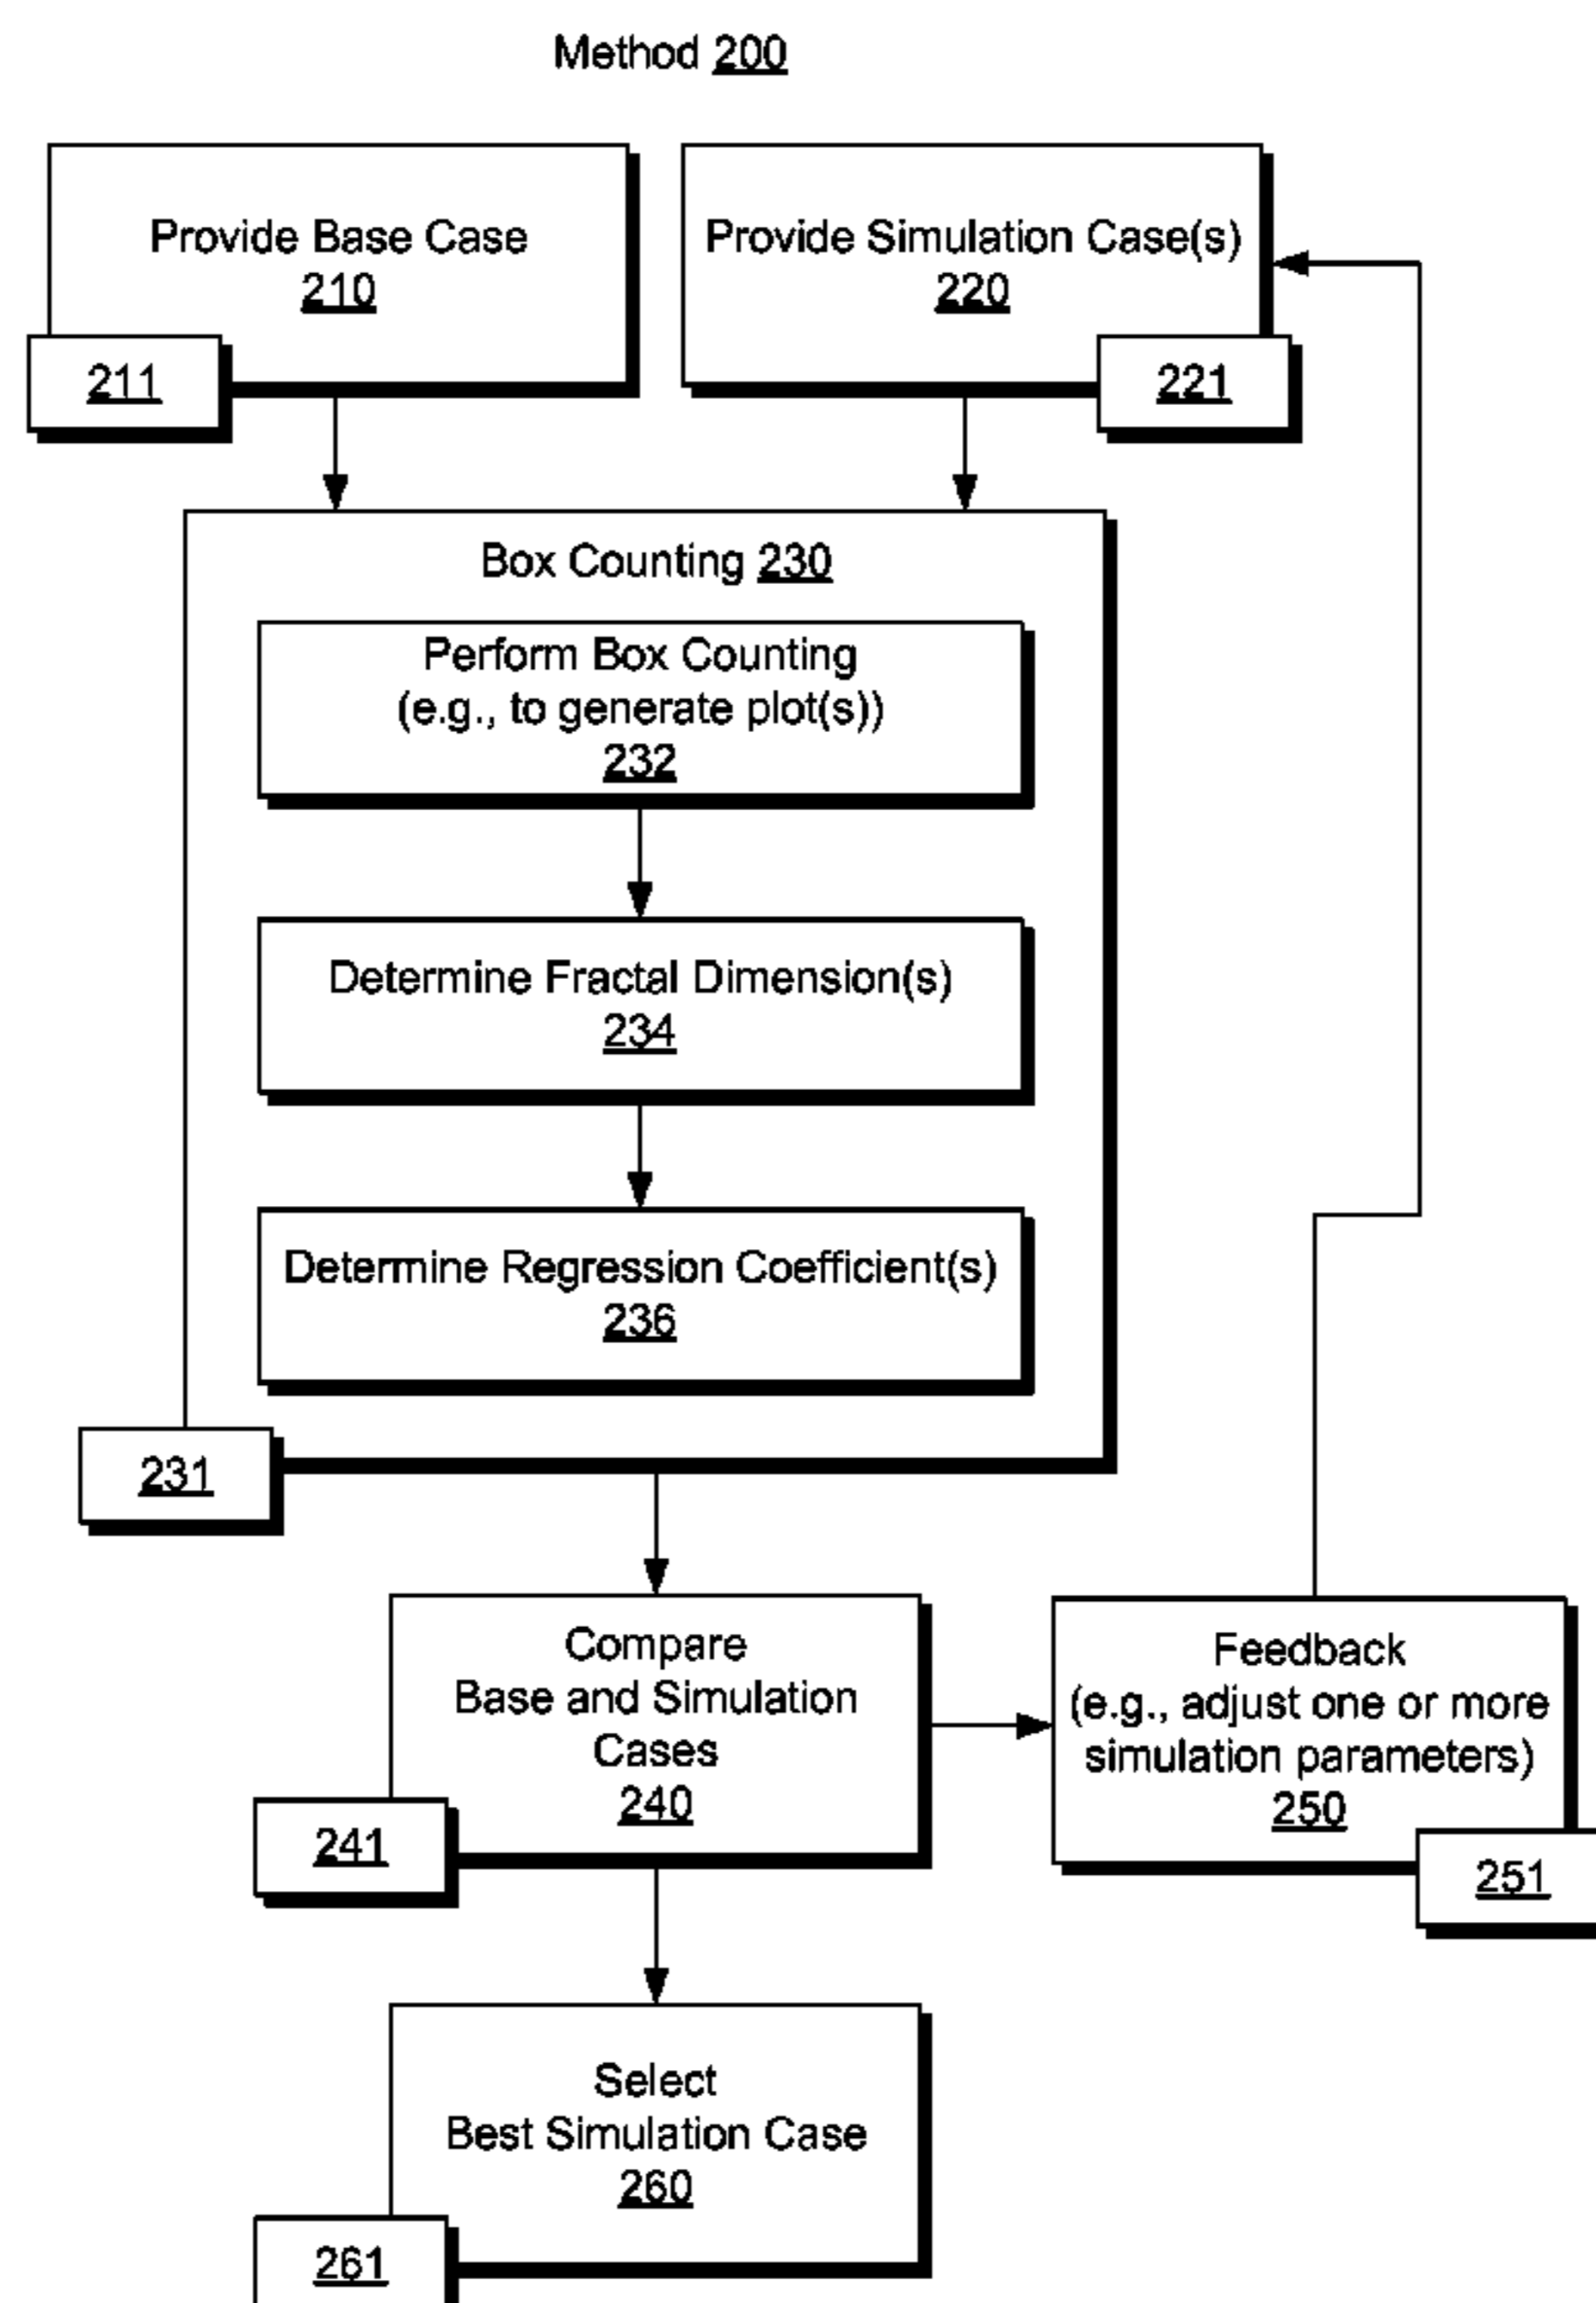 Method 200
Provide Base Case
210
211
Provide Simulation Case(s)
220
221
Box Counting 230
Perform Box Counting
(e.g., to generate plot(s))
232
Determine Fractal Dimension(s)
234
Determine Regression Coefficient(s)
236
231
Compare
Base and Simulation
Cases
240
241
Feedback
(e.g., adjust one or more
simulation parameters)
250
251
Select
Best Simulation Case
260
261